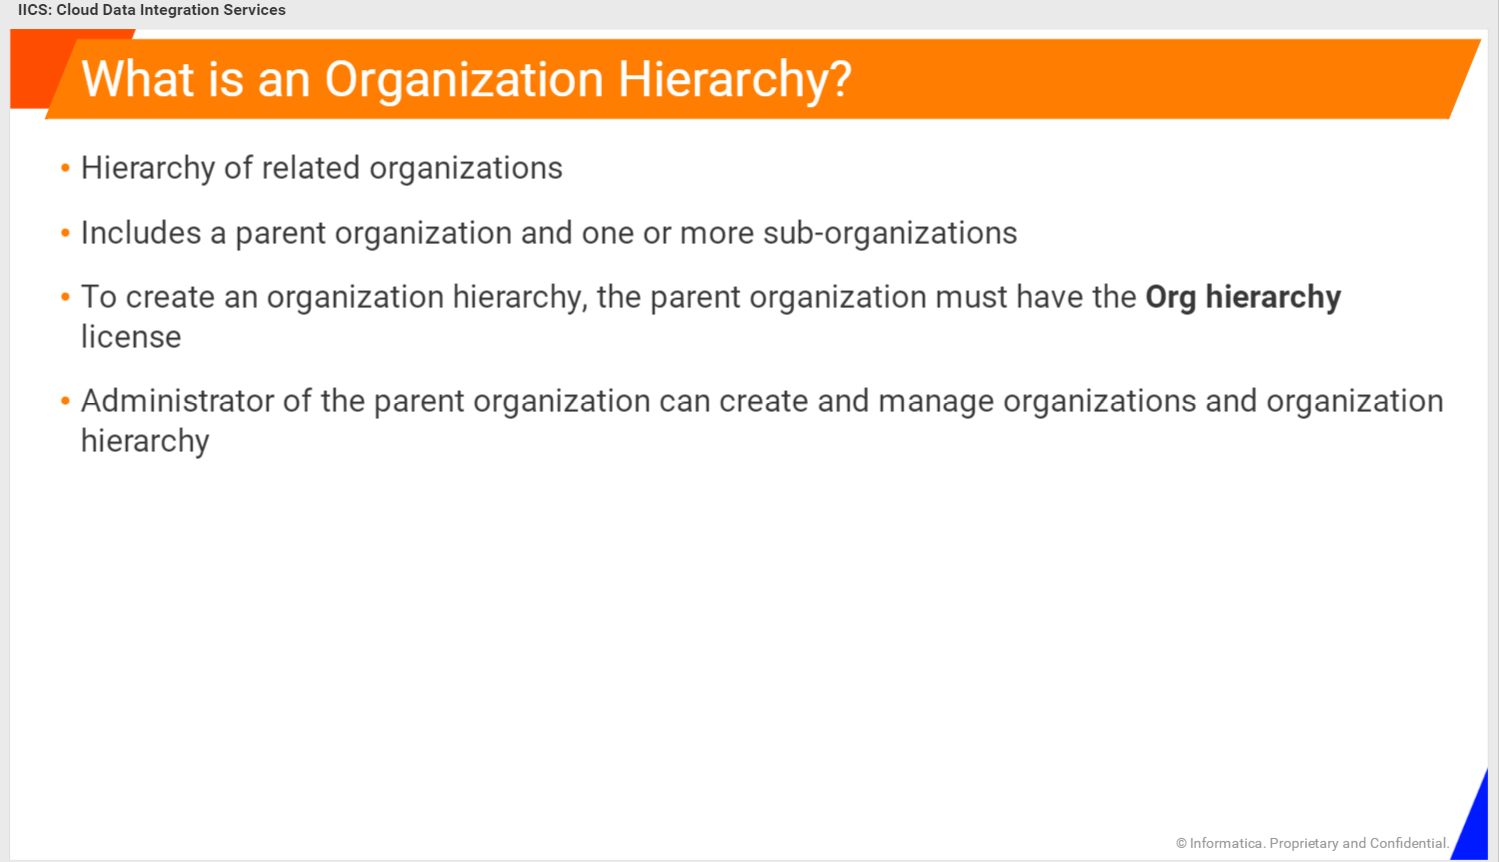 IICS: Cloud Data Integration Services
What is an Organization Hierarchy?
• Hierarchy of related organizations
• Includes a parent organization and one or more sub-organizations
• To create an organization hierarchy, the parent organization must have the Org hierarchy
license
• Administrator of the parent organization can create and manage organizations and organization
hierarchy
© Informatica. Proprietary and Confidential.